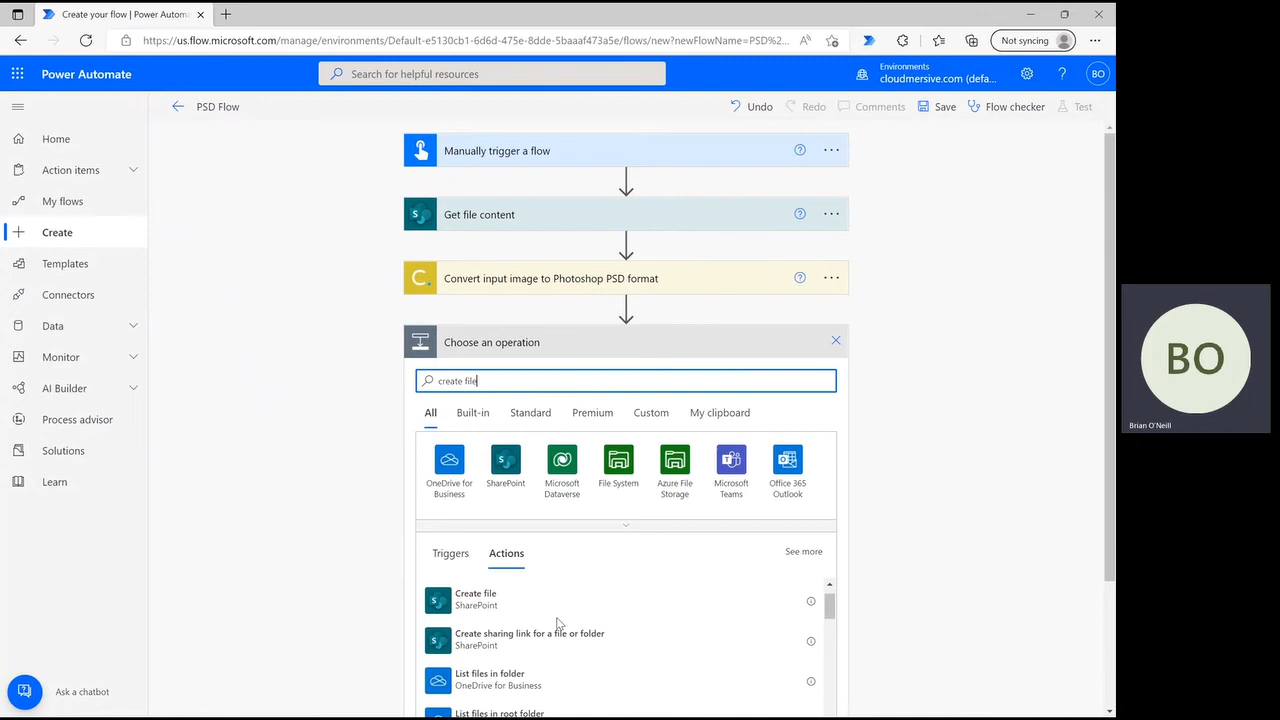 Create your flow | Power Automa
https://us.flow.microsoft.com/manage/environments/Default-e5130cb1-6d6d-475e-8dde-5baaaf473a5e/flows/new?newFlowName=PSD%2...
Not syncing
Power Automate
Search for helpful resources
Environments
cloudmersive.com (defa...
BO
PSD Flow
Undo
Redo
Comments
Save
Flow checker
Test
Home
Action items
My flows
Create
Templates
Connectors
Data
Monitor
AI Builder
Process advisor
Solutions
Learn
Ask a chatbot
Manually trigger a flow
Get file content
Convert input image to Photoshop PSD format
Choose an operation
create file
All
Built-in
Standard
Premium
Custom
My clipboard
OneDrive for
Business
SharePoint
Microsoft
Dataverse
File System
Azure File
Storage
Microsoft
Teams
Office 365
Outlook
Triggers
Actions
See more
Create file
SharePoint
Create sharing link for a file or folder
SharePoint
List files in folder
OneDrive for Business
List files in root folder
BO
Brian O'Neill